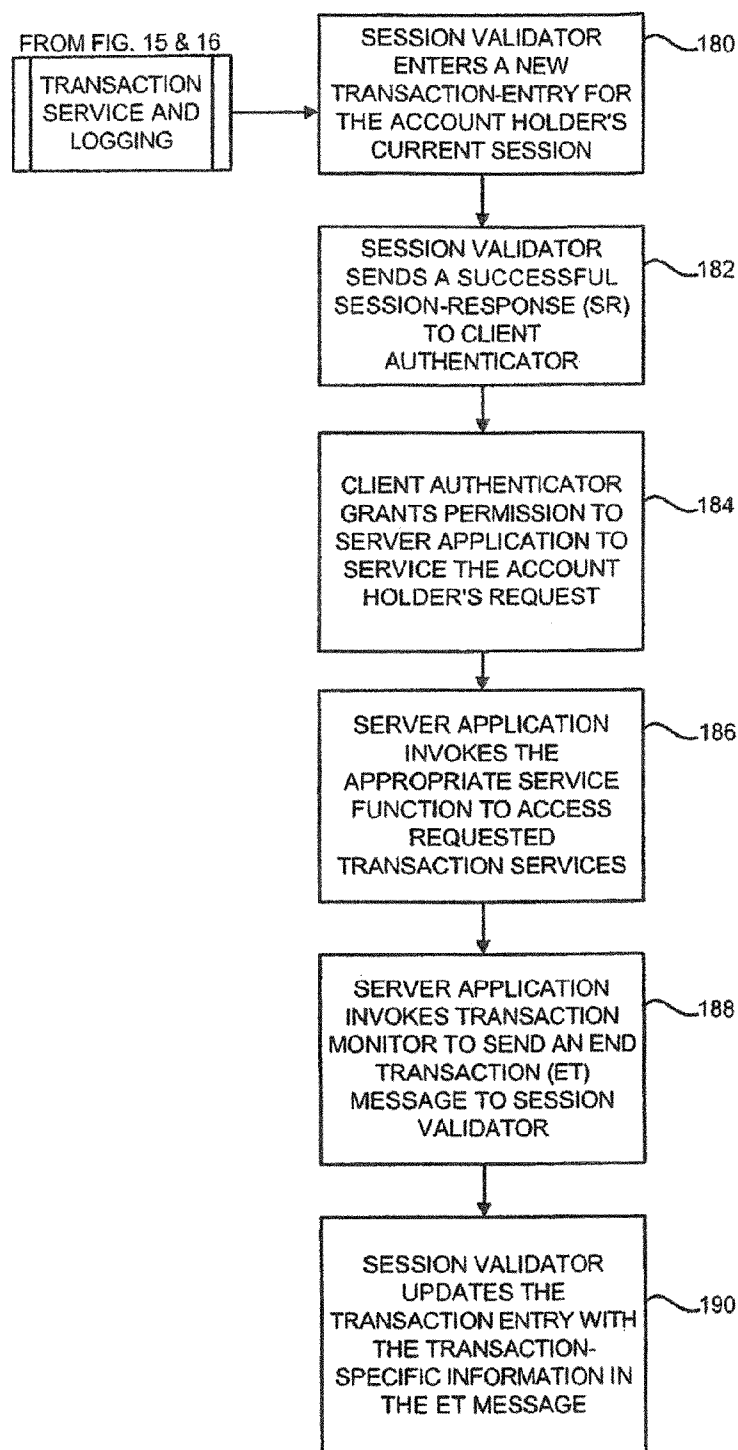 FROM FIG. 15 & 16
TRANSACTION
SERVICE AND
LOGGING
SESSION VALIDATOR
ENTERS A NEW
TRANSACTION-ENTRY FOR
THE ACCOUNT HOLDER'S
CURRENT SESSION
180
SESSION VALIDATOR
SENDS A SUCCESSFUL
SESSION-RESPONSE (SR)
TO CLIENT
AUTHENTICATOR
182
CLIENT AUTHENTICATOR
GRANTS PERMISSION TO
SERVER APPLICATION TO
SERVICE THE ACCOUNT
HOLDER'S REQUEST
184
SERVER APPLICATION
INVOKES THE
APPROPRIATE SERVICE
FUNCTION TO ACCESS
REQUESTED
TRANSACTION SERVICES
186
SERVER APPLICATION
INVOKES TRANSACTION
MONITOR TO SEND AN END
TRANSACTION (ET)
MESSAGE TO SESSION
VALIDATOR
188
SESSION VALIDATOR
UPDATES THE
TRANSACTION ENTRY WITH
THE TRANSACTION-
SPECIFIC INFORMATION IN
THE ET MESSAGE
190